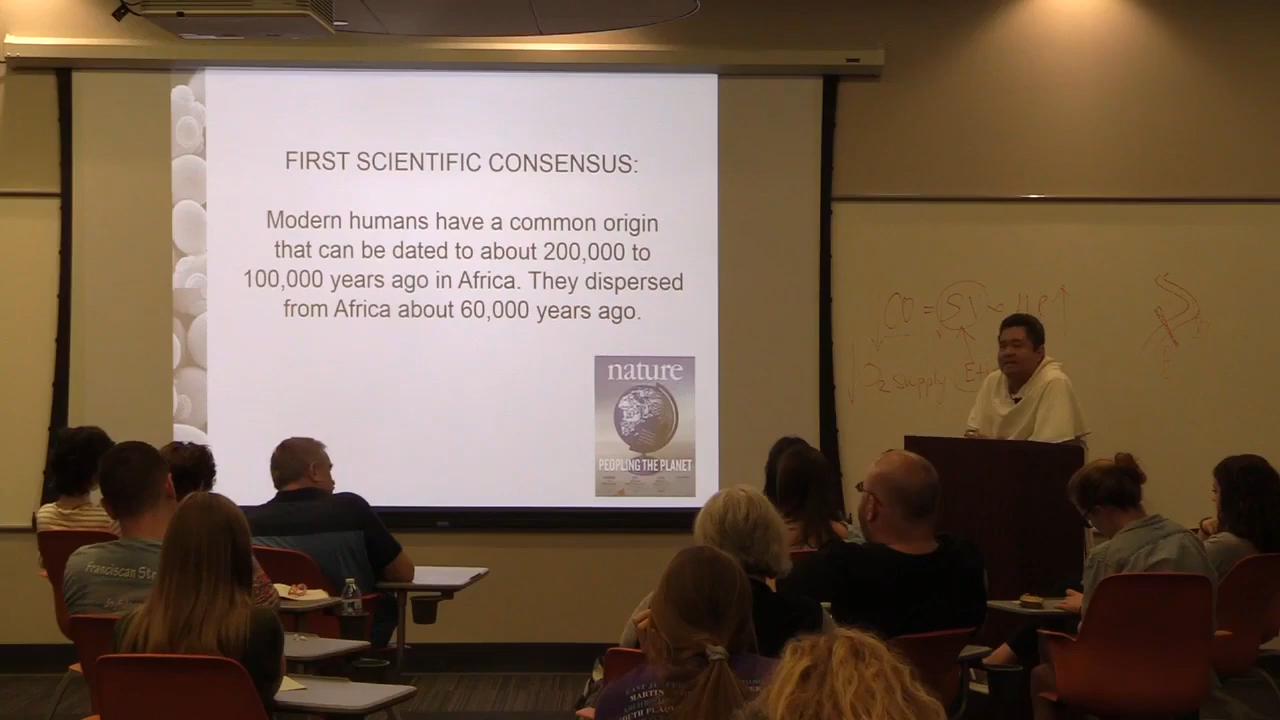 FIRST SCIENTIFIC CONSENSUS:
Modern humans have a common origin
that can be dated to about 200,000 to
100,000 years ago in Africa. They dispersed
from Africa about 60,000 years ago.
nature
PEOPLING THE PLANET
CO = SV
O2 supply
Franciscan
MARTIN